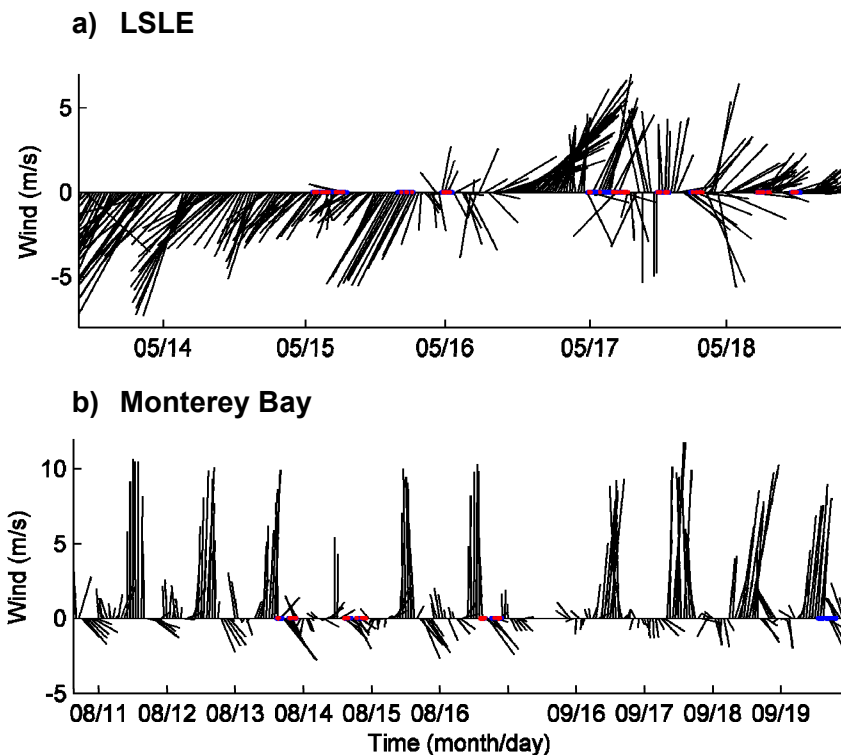 a) LSLE
Wind (m/s)
5
0
-5
05/14 05/15 05/16 05/17 05/18
b) Monterey Bay
Wind (m/s)
10
5
0
-5
08/11 08/12 08/13 08/14 08/15 08/16 09/16 09/17 09/18 09/19
Time (month/day)